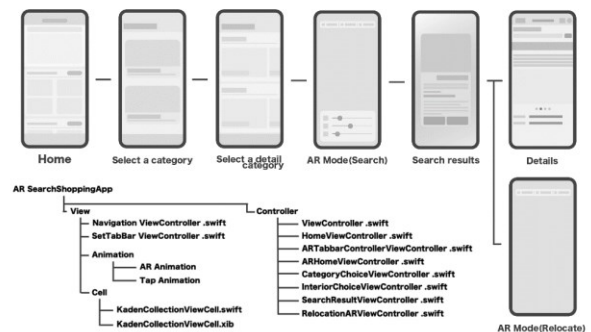 Home
Select a category
Select a detail
category
AR Mode(Search)
Search results
Details
AR SearchShoppingApp
View
Navigation ViewController .swift
SetTabBar ViewController .swift
Animation
AR Animation
Tap Animation
Cell
KadenCollectionViewCell.swift
KadenCollectionViewCell.xib
Controller
ViewController .swift
HomeViewController .swift
ARTabbarControllerViewController .swift
ARHomeViewController .swift
CategoryChoiceViewController .swift
InteriorChoiceViewController .swift
SearchResultViewController .swift
RelocationARViewController .swift
AR Mode(Relocate)